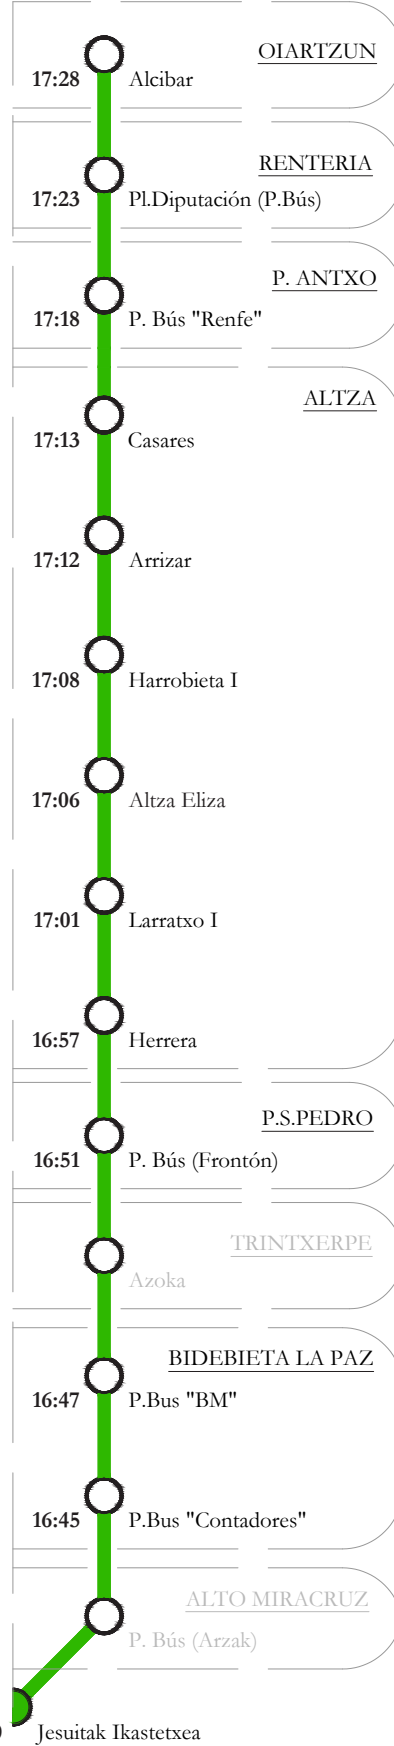 OIARTZUN
17:28 Alcibar
RENTERIA
17:23 Pl.Diputación (P.Bús)
P. ANTXO
17:18 P. Bús "Renfe"
ALTZA
17:13 Casares
17:12 Arrizar
17:08 Harrobieta I
17:06 Altza Eliza
17:01 Larratxo I
16:57 Herrera
P.S.PEDRO
16:51 P. Bús (Frontón)
TRINTXERPE
Azoka
BIDEBIETA LA PAZ
16:47 P.Bus "BM"
16:45 P.Bus "Contadores"
ALTO MIRACRUZ
P. Bús (Arzak)
Jesuitak Ikastetxea